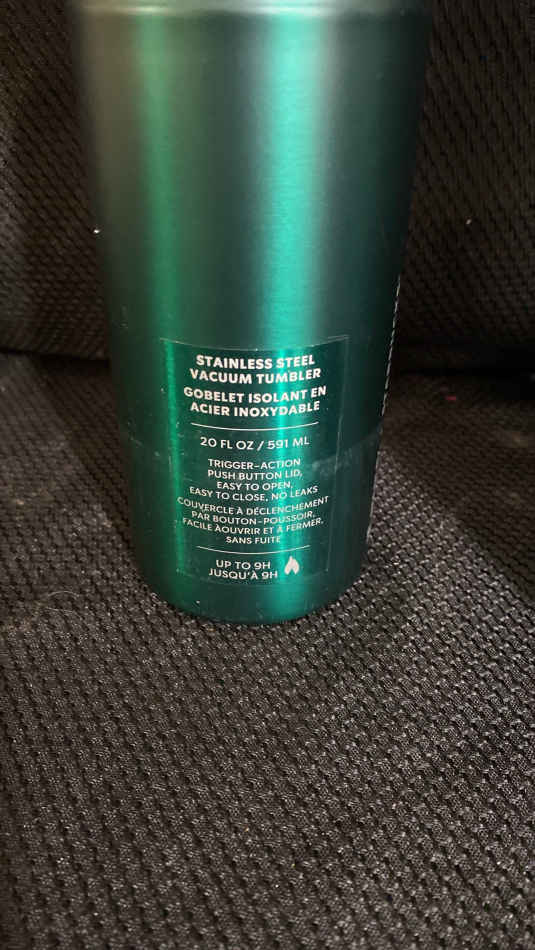 STAINLESS STEEL
VACUUM TUMBLER
GOBELET ISOLANT EN
ACIER INOXYDABLE
20 FL OZ / 591 ML
TRIGGER-ACTION
PUSH BUTTON LID,
EASY TO OPEN,
EASY TO CLOSE, NO LEAKS
COUVERCLE À DÉCLENCHEMENT
PAR BOUTON-POUSSOIR,
FACILE ÀOUVRIR ET À FERMER,
SANS FUITE
UP TO 9H
JUSQU'À 9H